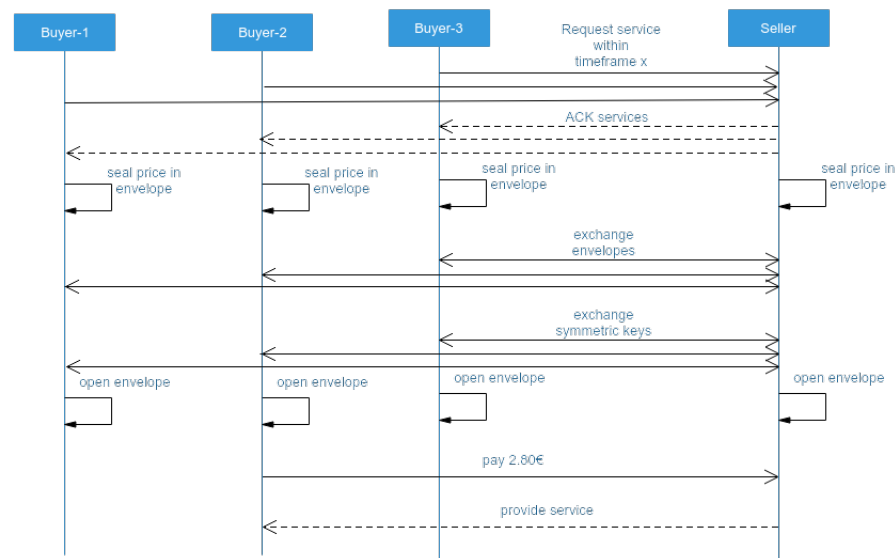 Buyer-1
Buyer-2
Buyer-3
Seller
Request service
within
timeframe x
ACK services
seal price in
envelope
seal price in
envelope
seal price in
envelope
seal price in
envelope
exchange
envelopes
exchange
symmetric keys
open envelope
open envelope
open envelope
open envelope
pay 2.80€
provide service